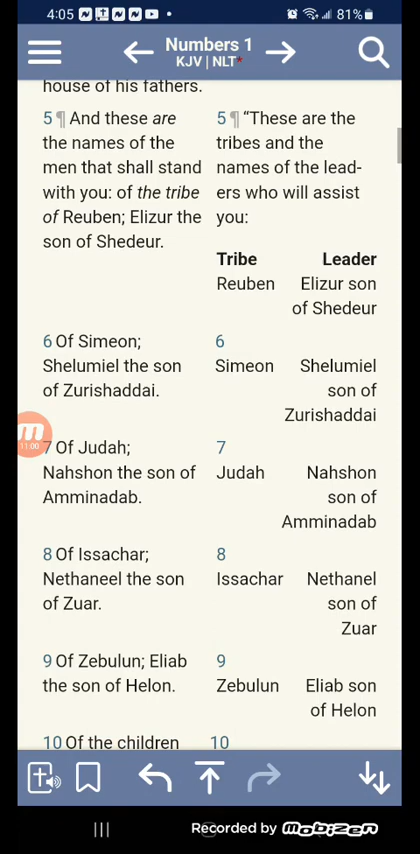 4:05
81%
Numbers 1
KJV | NLT*
house of his fathers.
5 ¶ And these are
the names of the
men that shall stand
with you: of the tribe
of Reuben; Elizur the
son of Shedeur.
5 ¶ “These are the
tribes and the
names of the lead-
ers who will assist
you:
Tribe Leader
Reuben Elizur son
of Shedeur
6 Of Simeon;
Shelumiel the son
of Zurishaddai.
6
Simeon Shelumiel
son of
Zurishaddai
11:00
7 Of Judah;
Nahshon the son of
Amminadab.
7
Judah Nahshon
son of
Amminadab
8 Of Issachar;
Nethaneel the son
of Zuar.
8
Issachar Nethanel
son of
Zuar
9 Of Zebulun; Eliab
the son of Helon.
9
Zebulun Eliab son
of Helon
10 Of the children
10
Recorded by Mobizen